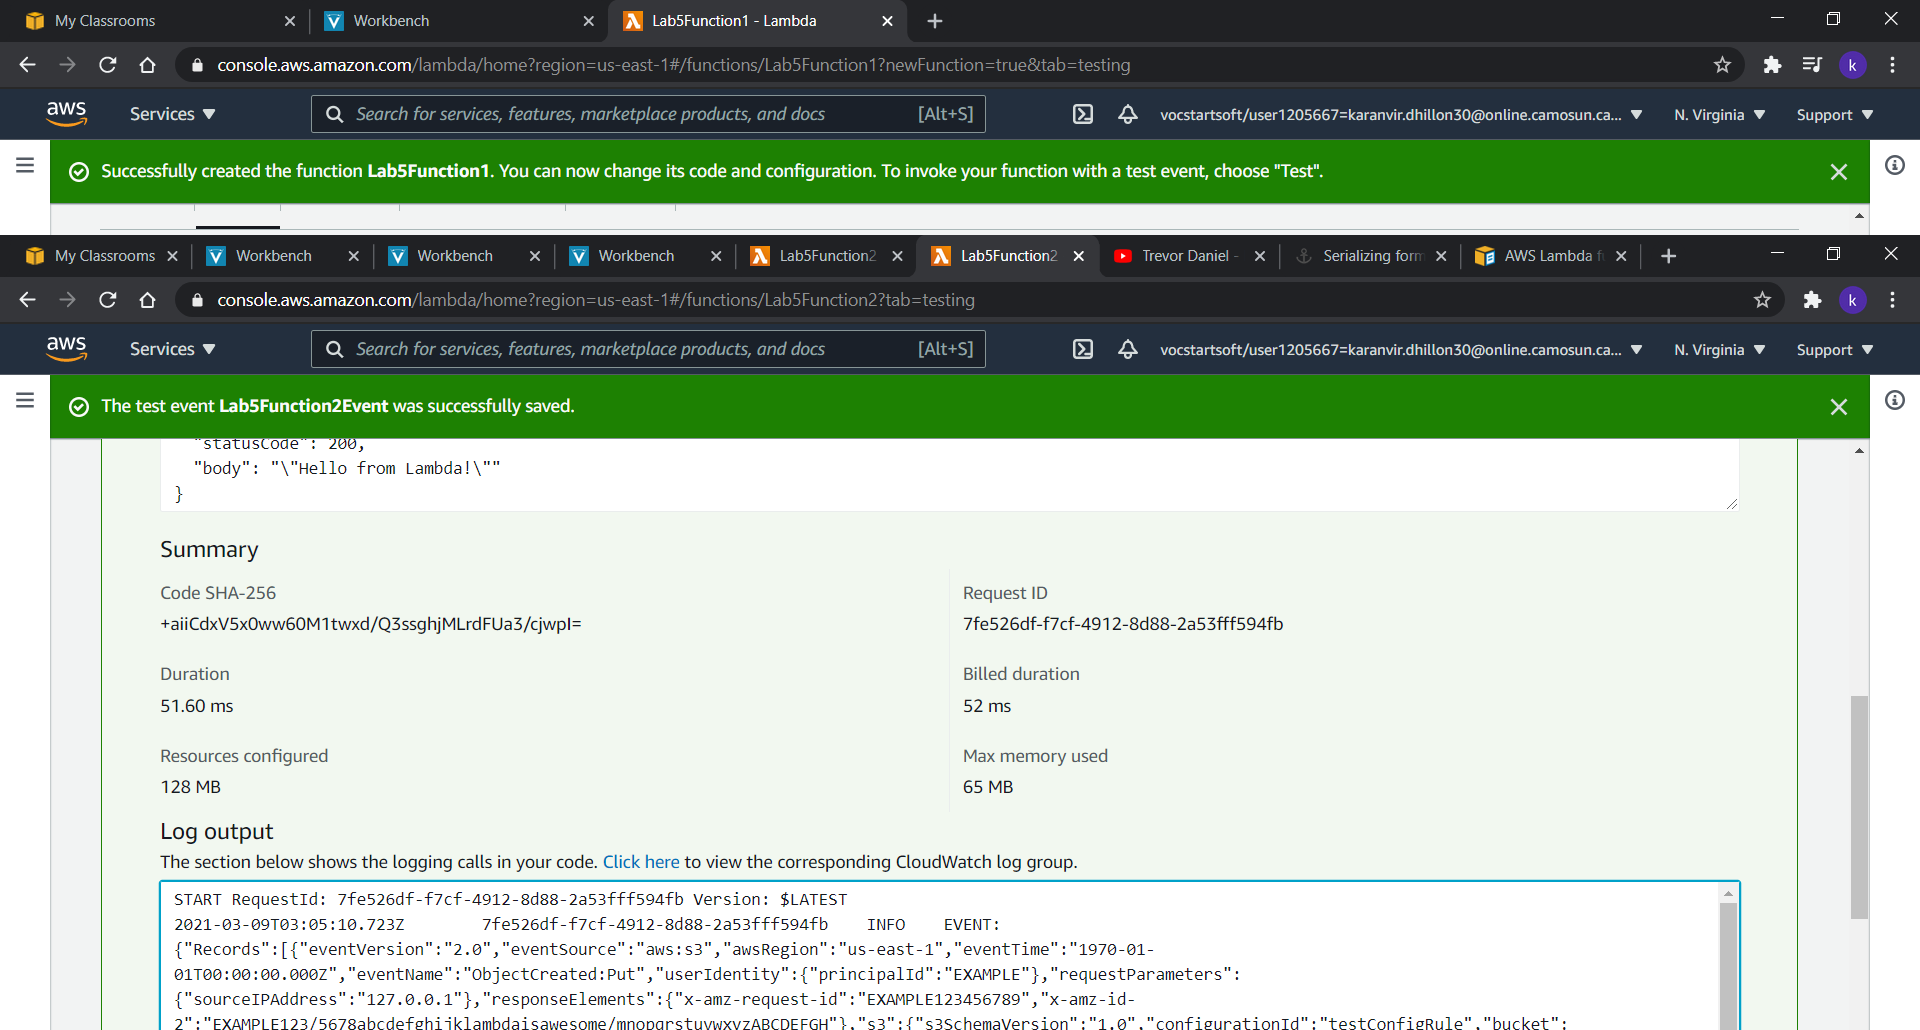 My Classrooms
Workbench
Lab5Function1 - Lambda
console.aws.amazon.com/lambda/home?region=us-east-1#/functions/Lab5Function1?newFunction=true&tab=testing
k
aws
Services
Search for services, features, marketplace products, and docs
[Alt+S]
vocstartsoft/user1205667=karanvir.dhillon30@online.camosun.ca...
N. Virginia
Support
Successfully created the function Lab5Function1. You can now change its code and configuration. To invoke your function with a test event, choose "Test".
My Classrooms
Workbench
Workbench
Workbench
Lab5Function2
Lab5Function2
Trevor Daniel -
Serializing form
AWS Lambda f
console.aws.amazon.com/lambda/home?region=us-east-1#/functions/Lab5Function2?tab=testing
k
aws
Services
Search for services, features, marketplace products, and docs
[Alt+S]
vocstartsoft/user1205667=karanvir.dhillon30@online.camosun.ca...
N. Virginia
Support
The test event Lab5Function2Event was successfully saved.
"statusCode": 200,
"body": "\"Hello from Lambda!\""
}
Summary
Code SHA-256
+aiiCdxV5x0ww60M1twxd/Q3ssghjMLrdFUa3/cjwpI=
Request ID
7fe526df-f7cf-4912-8d88-2a53fff594fb
Duration
51.60 ms
Billed duration
52 ms
Resources configured
128 MB
Max memory used
65 MB
Log output
The section below shows the logging calls in your code. Click here to view the corresponding CloudWatch log group.
START RequestId: 7fe526df-f7cf-4912-8d88-2a53fff594fb Version: $LATEST
2021-03-09T03:05:10.723Z 7fe526df-f7cf-4912-8d88-2a53fff594fb INFO EVENT:
{"Records":[{"eventVersion":"2.0","eventSource":"aws:s3","awsRegion":"us-east-1","eventTime":"1970-01-
01T00:00:00.000Z","eventName":"ObjectCreated:Put","userIdentity":{"principalId":"EXAMPLE"},"requestParameters":
{"sourceIPAddress":"127.0.0.1"},"responseElements":{"x-amz-request-id":"EXAMPLE123456789","x-amz-id-
2":"EXAMPLE123/5678abcdefghijklambdaisawesome/mnopqrstuvwxyzABCDEFGH"},"s3":{"s3SchemaVersion":"1.0","configurationId":"testConfigRule","bucket":